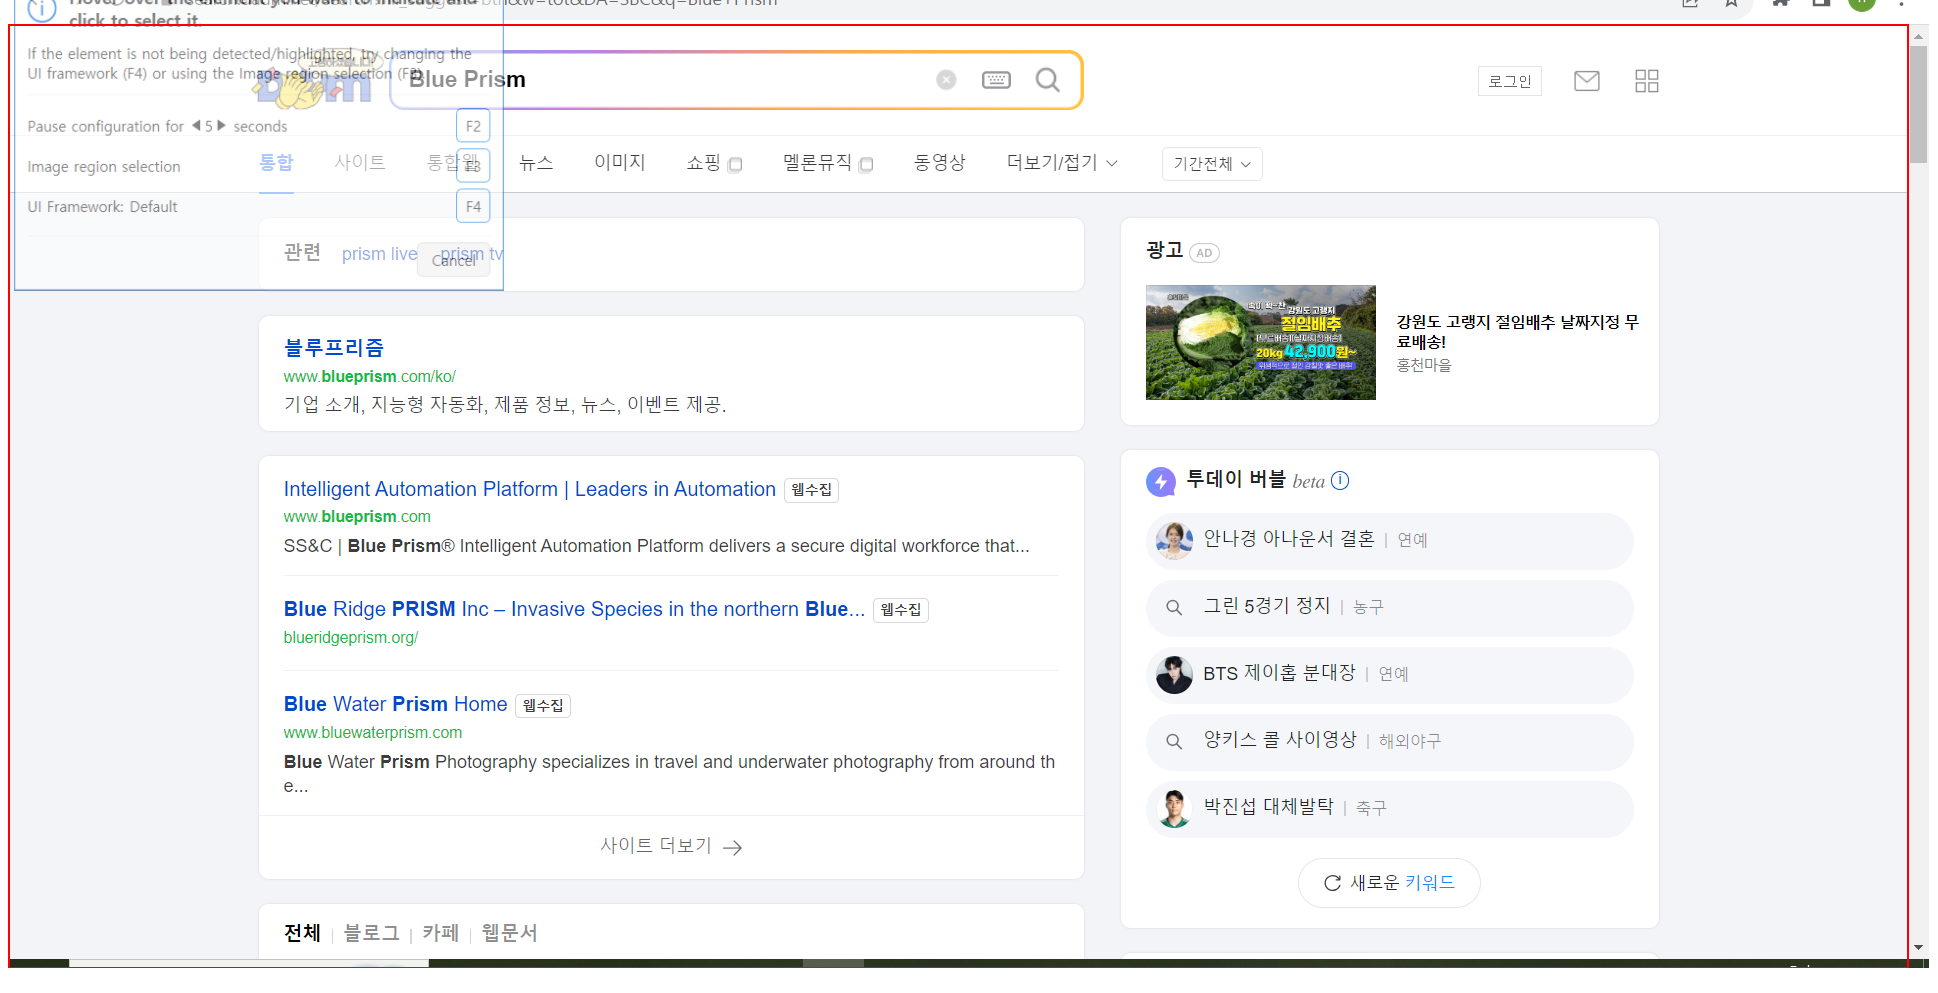 click to select it.
If the element is not being detected/highlighted, try changing the
UI framework (F4) or using the Image region selection (F3)
Blue Prism
로그인
Pause configuration for 5 seconds F2
Image region selection F3
UI Framework: Default F4
Cancel
통합 사이트 통합웹 뉴스 이미지 쇼핑 멜론뮤직 동영상 더보기/접기 기간전체
관련 prism live prism tv
블루프리즘
www.blueprism.com/ko/
기업 소개, 지능형 자동화, 제품 정보, 뉴스, 이벤트 제공.
Intelligent Automation Platform | Leaders in Automation 웹수집
www.blueprism.com
SS&C | Blue Prism® Intelligent Automation Platform delivers a secure digital workforce that...
Blue Ridge PRISM Inc – Invasive Species in the northern Blue... 웹수집
blueridgeprism.org/
Blue Water Prism Home 웹수집
www.bluewaterprism.com
Blue Water Prism Photography specializes in travel and underwater photography from around th
e...
사이트 더보기
전체 | 블로그 | 카페 | 웹문서
광고 AD
강원도 고랭지
절임배추
20kg 42,900원~
강원도 고랭지 절임배추 날짜지정 무
료배송!
홍천마을
투데이 버블 beta
안나경 아나운서 결혼 | 연예
그린 5경기 정지 | 농구
BTS 제이홉 분대장 | 연예
양키스 콜 사이영상 | 해외야구
박진섭 대체발탁 | 축구
새로운 키워드